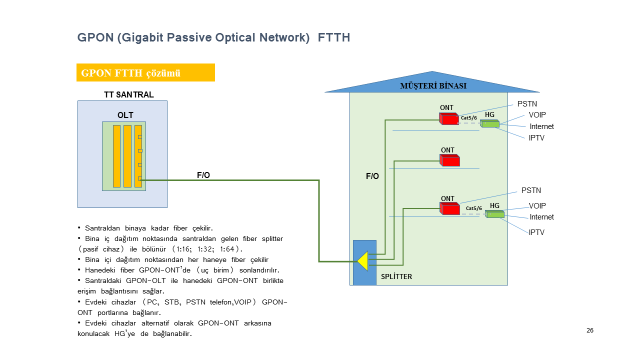 GPON (Gigabit Passive Optical Network)  FTTH
GPON FTTH çözümü
TT SANTRAL
OLT
F/O
MÜŞTERİ BİNASI
ONT
Cat5/6
HG
PSTN
VOIP
Internet
IPTV
ONT
F/O
ONT
Cat5/6
HG
PSTN
VOIP
Internet
IPTV
SPLİTTER
• Santraldan binaya kadar fiber çekilir.
• Bina iç dağıtım noktasında santraldan gelen fiber splitter
(pasif cihaz) ile bölünür (1:16; 1:32; 1:64).
• Bina içi dağıtım noktasından her haneye fiber çekilir
• Hanedeki fiber GPON-ONT'de (uç birim) sonlandırılır.
• Santraldaki GPON-OLT ile hanedeki GPON-ONT birlikte
erişim bağlantısını sağlar.
• Evdeki cihazlar (PC, STB, PSTN telefon,VOIP) GPON-
ONT portlarına bağlanır.
• Evdeki cihazlar alternatif olarak GPON-ONT arkasına
konulacak HG'ye de bağlanabilir.
26